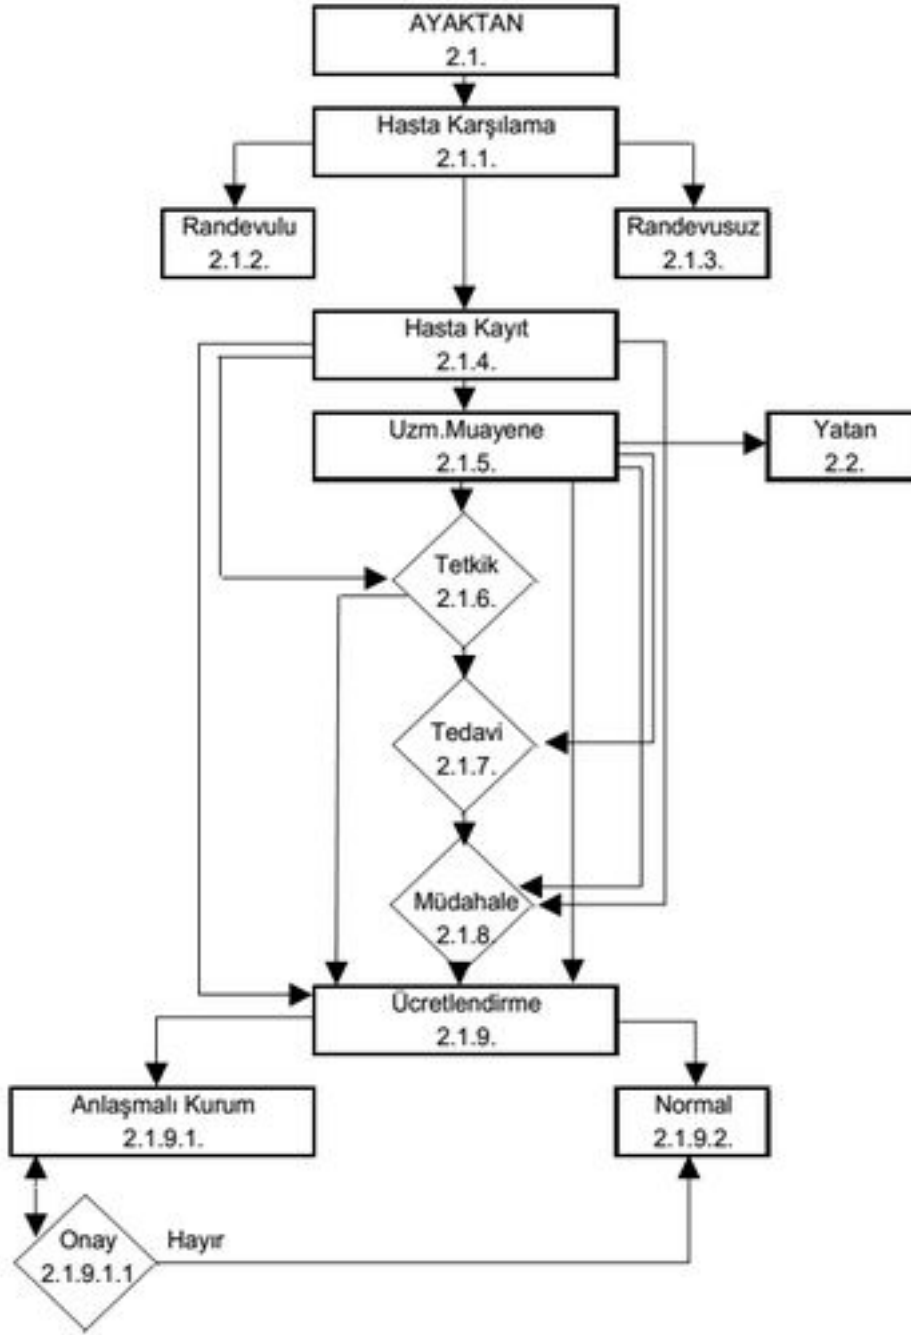 AYAKTAN
2.1.
Hasta Karşılama
2.1.1.
Randevulu
2.1.2.
Randevusuz
2.1.3.
Hasta Kayıt
2.1.4.
Uzm.Muayene
2.1.5.
Yatan
2.2.
Tetkik
2.1.6.
Tedavi
2.1.7.
Müdahale
2.1.8.
Ücretlendirme
2.1.9.
Anlaşmalı Kurum
2.1.9.1.
Normal
2.1.9.2.
Onay
2.1.9.1.1
Hayır